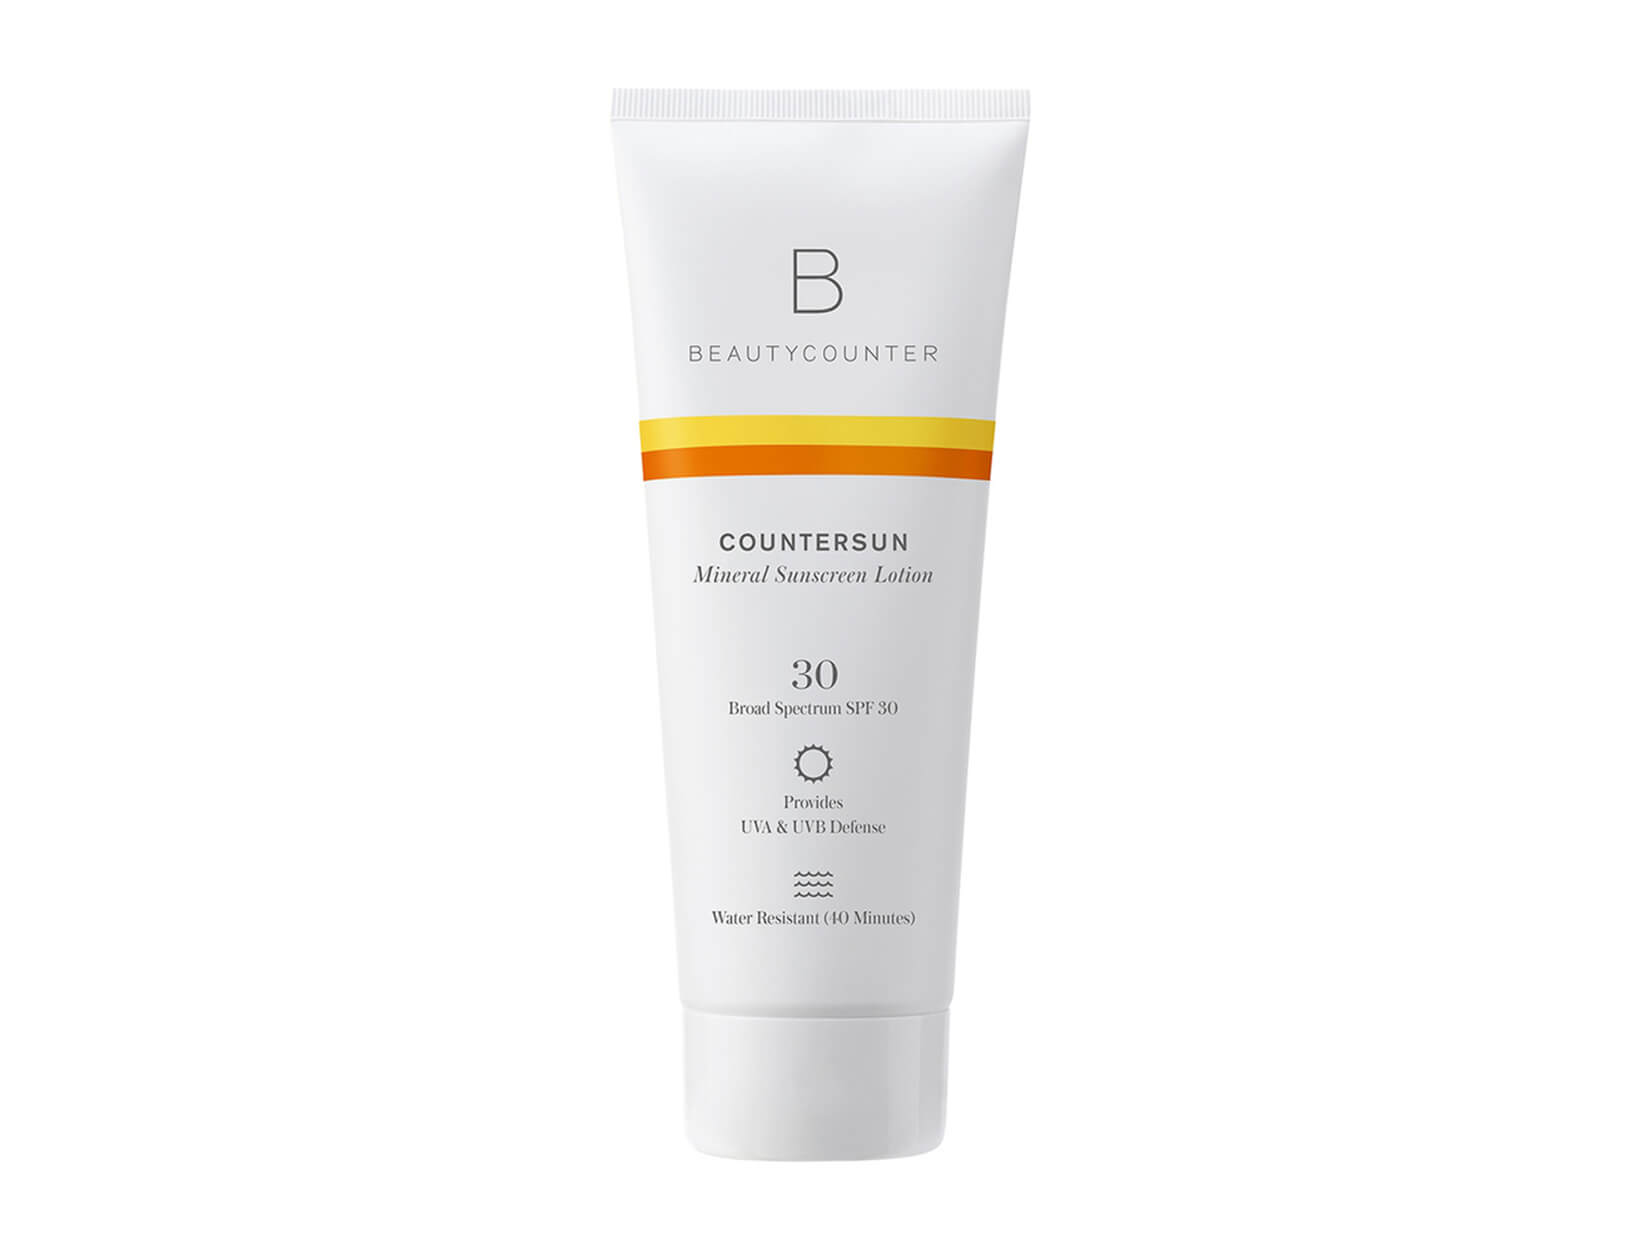 B
BEAUTYCOUNTER
COUNTERSUN
Mineral Sunscreen Lotion
30
Broad Spectrum SPF 30
Provides
UVA & UVB Defense
Water Resistant (40 Minutes)